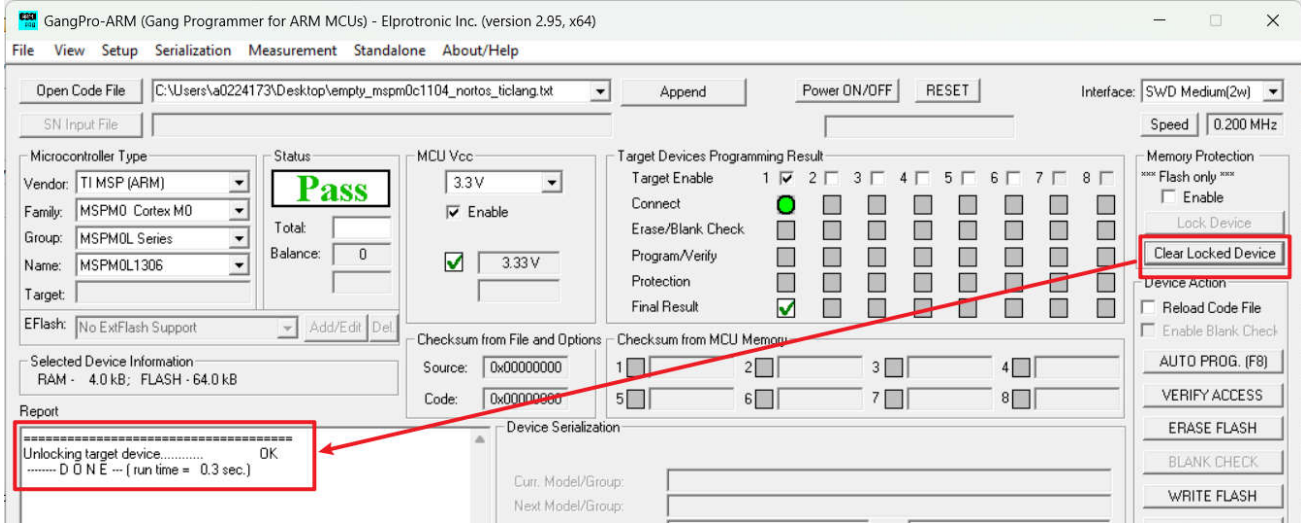 GangPro-ARM (Gang Programmer for ARM MCUs) - Elprotronic Inc. (version 2.95, x64)
File View Setup Serialization Measurement Standalone About/Help
Open Code File C:\Users\a0224173\Desktop\empty_mspm0c1104_nortos_ticlang.txt Append Power ON/OFF RESET Interface: SWD Medium(2w)
SN Input File Speed 0.200 MHz
Microcontroller Type
Vendor: TI MSP (ARM)
Family: MSPM0 Cortex M0
Group: MSPM0L Series
Name: MSPM0L1306
Target:
EFlash: No ExtFlash Support Add/Edit Del.
Status
Pass
Total:
Balance: 0
MCU Vcc
3.3 V
Enable
3.33 V
Target Devices Programming Result
Target Enable 1 2 3 4 5 6 7 8
Connect
Erase/Blank Check
Program/Verify
Protection
Final Result
Memory Protection
*** Flash only ***
Enable
Lock Device
Clear Locked Device
Device Action
Reload Code File
Enable Blank Check
AUTO PROG. (F8)
VERIFY ACCESS
ERASE FLASH
BLANK CHECK
WRITE FLASH
Selected Device Information
RAM - 4.0 kB; FLASH - 64.0 kB
Checksum from File and Options
Source: 0x00000000
Code: 0x00000000
Checksum from MCU Memory
1 2 3 4
5 6 7 8
Report
=====================================
Unlocking target device............ OK
-------- D O N E --- ( run time = 0.3 sec.)
Device Serialization
Curr. Model/Group:
Next Model/Group: